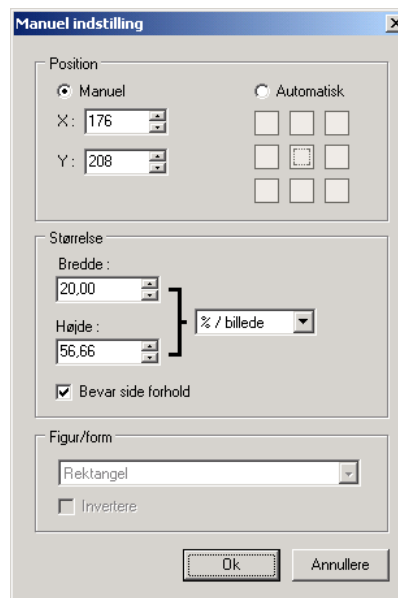 Manuel indstilling
Position
Manuel
Automatisk
X: 176
Y: 208
Størrelse
Bredde :
20,00
% / billede
Højde :
56,66
Bevar side forhold
Figur/form
Rektangel
Invertere
Ok
Annullere